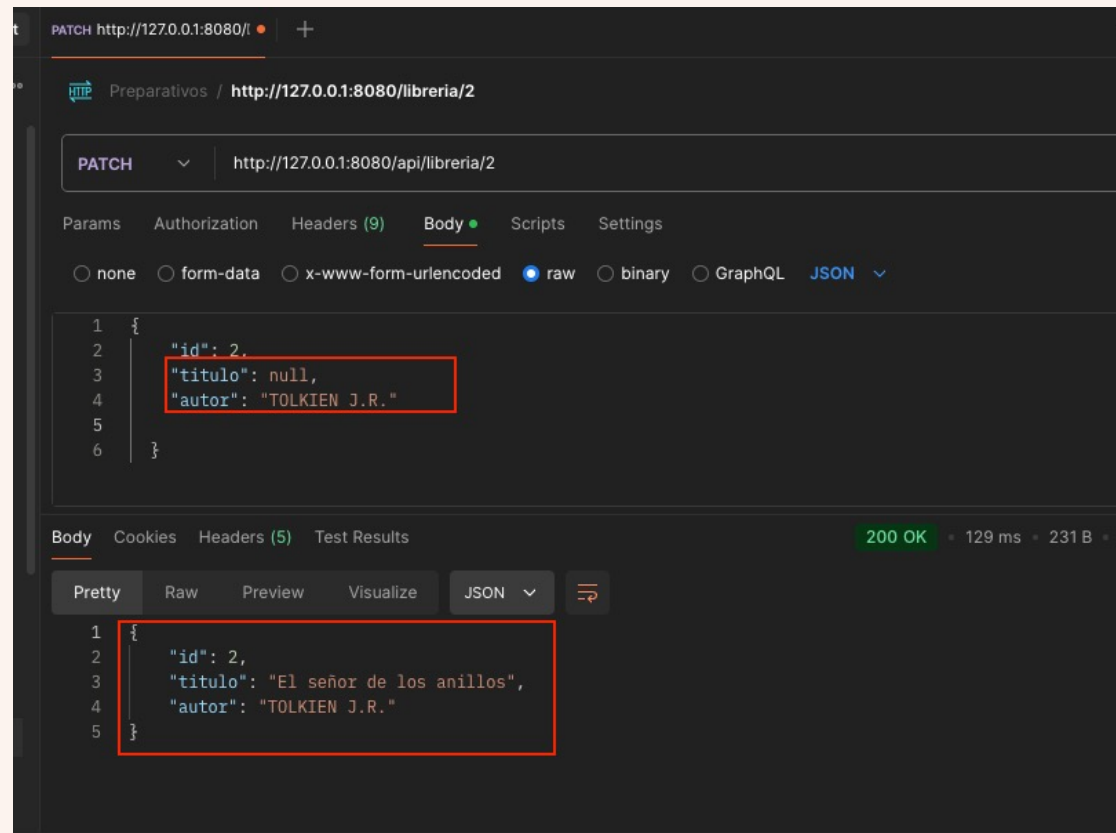 t
PATCH http://127.0.0.1:8080/l
HTTP Preparativos / http://127.0.0.1:8080/libreria/2
PATCH http://127.0.0.1:8080/api/libreria/2
Params Authorization Headers (9) Body Scripts Settings
none form-data x-www-form-urlencoded raw binary GraphQL JSON
1 {
2 "id": 2,
3 "titulo": null,
4 "autor": "TOLKIEN J.R."
5
6 }
Body Cookies Headers (5) Test Results 200 OK 129 ms 231 B
Pretty Raw Preview Visualize JSON
1 {
2 "id": 2,
3 "titulo": "El señor de los anillos",
4 "autor": "TOLKIEN J.R."
5 }